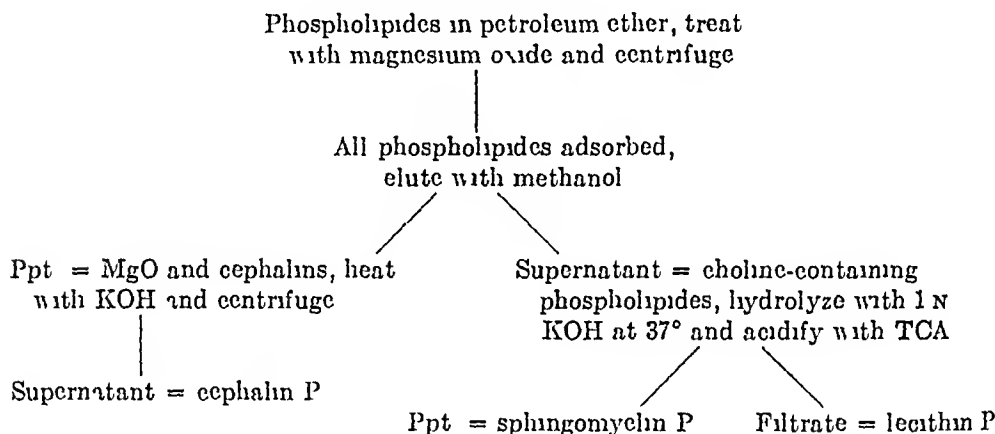 Phospholipides in petroleum ether, treat
with magnesium oxide and centrifuge
All phospholipides adsorbed,
elute with methanol
Ppt = MgO and cephalins, heat
with KOH and centrifuge
Supernatant = choline-containing
phospholipides, hydrolyze with 1 N
KOH at 37° and acidify with TCA
Supernatant = cephalin P
Ppt = sphingomyelin P
Filtrate = lecithin P